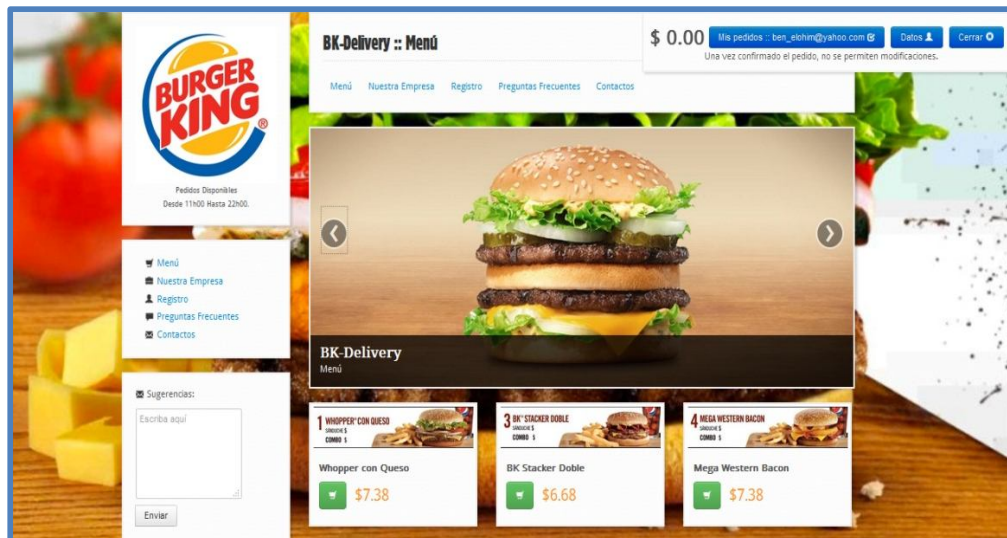 BURGER
KING®
Pedidos Disponibles
Desde 11h00 Hasta 22h00.
Menú
Nuestra Empresa
Registro
Preguntas Frecuentes
Contactos
Sugerencias:
Escriba aquí
Enviar
BK-Delivery :: Menú
$ 0.00 Mis pedidos :: ben_elohim@yahoo.com Datos Cerrar
Una vez confirmado el pedido, no se permiten modificaciones.
Menú Nuestra Empresa Registro Preguntas Frecuentes Contactos
BK-Delivery
Menú
1 WHOPPER® CON QUESO
SÁNDUCHE $
COMBO $
Whopper con Queso
$7.38
3 BK™ STACKER DOBLE
SÁNDUCHE $
COMBO $
BK Stacker Doble
$6.68
4 MEGA WESTERN BACON
SÁNDUCHE $
COMBO $
Mega Western Bacon
$7.38